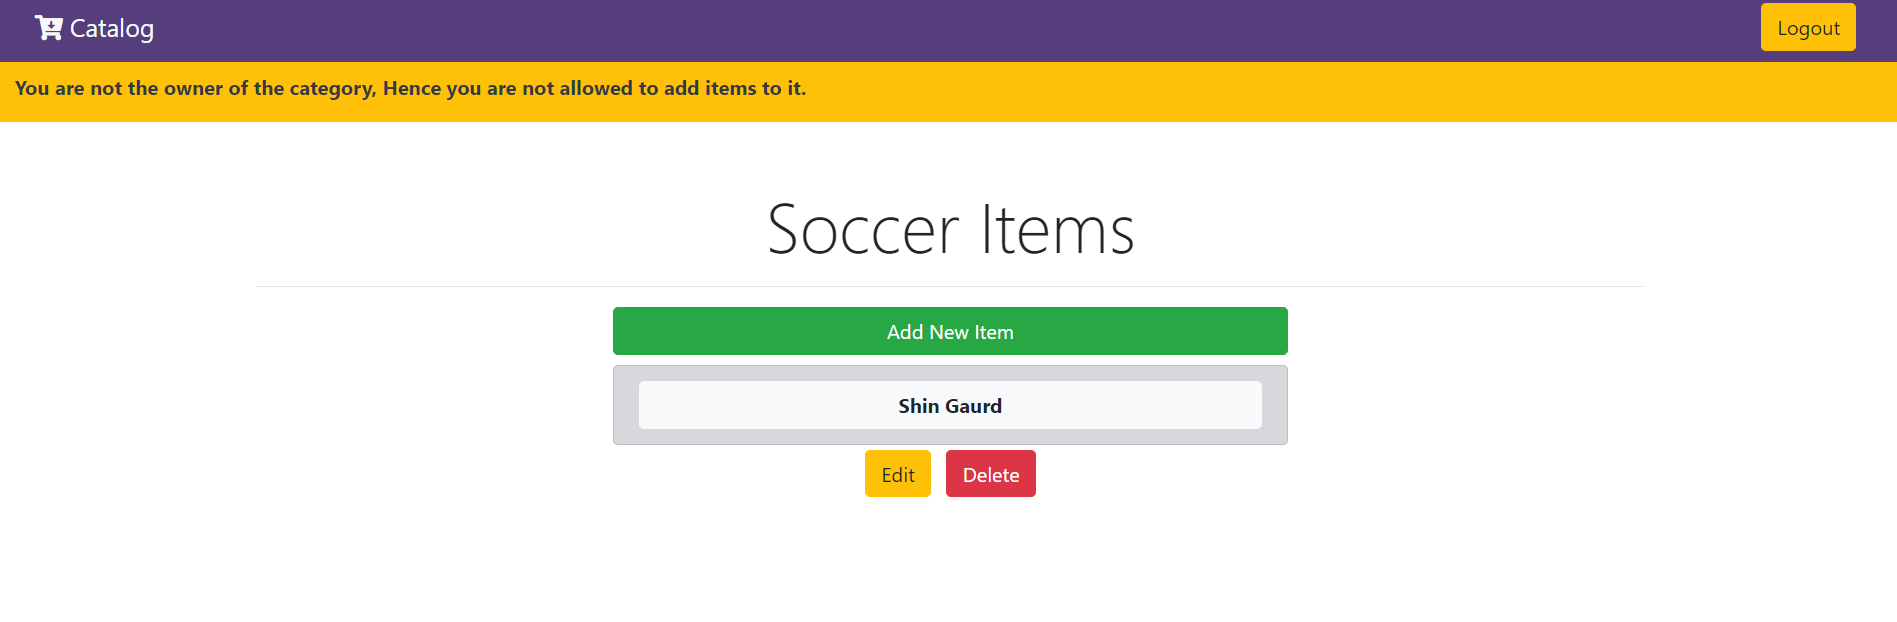 Catalog
Logout
You are not the owner of the category, Hence you are not allowed to add items to it.
Soccer Items
Add New Item
Shin Gaurd
Edit
Delete